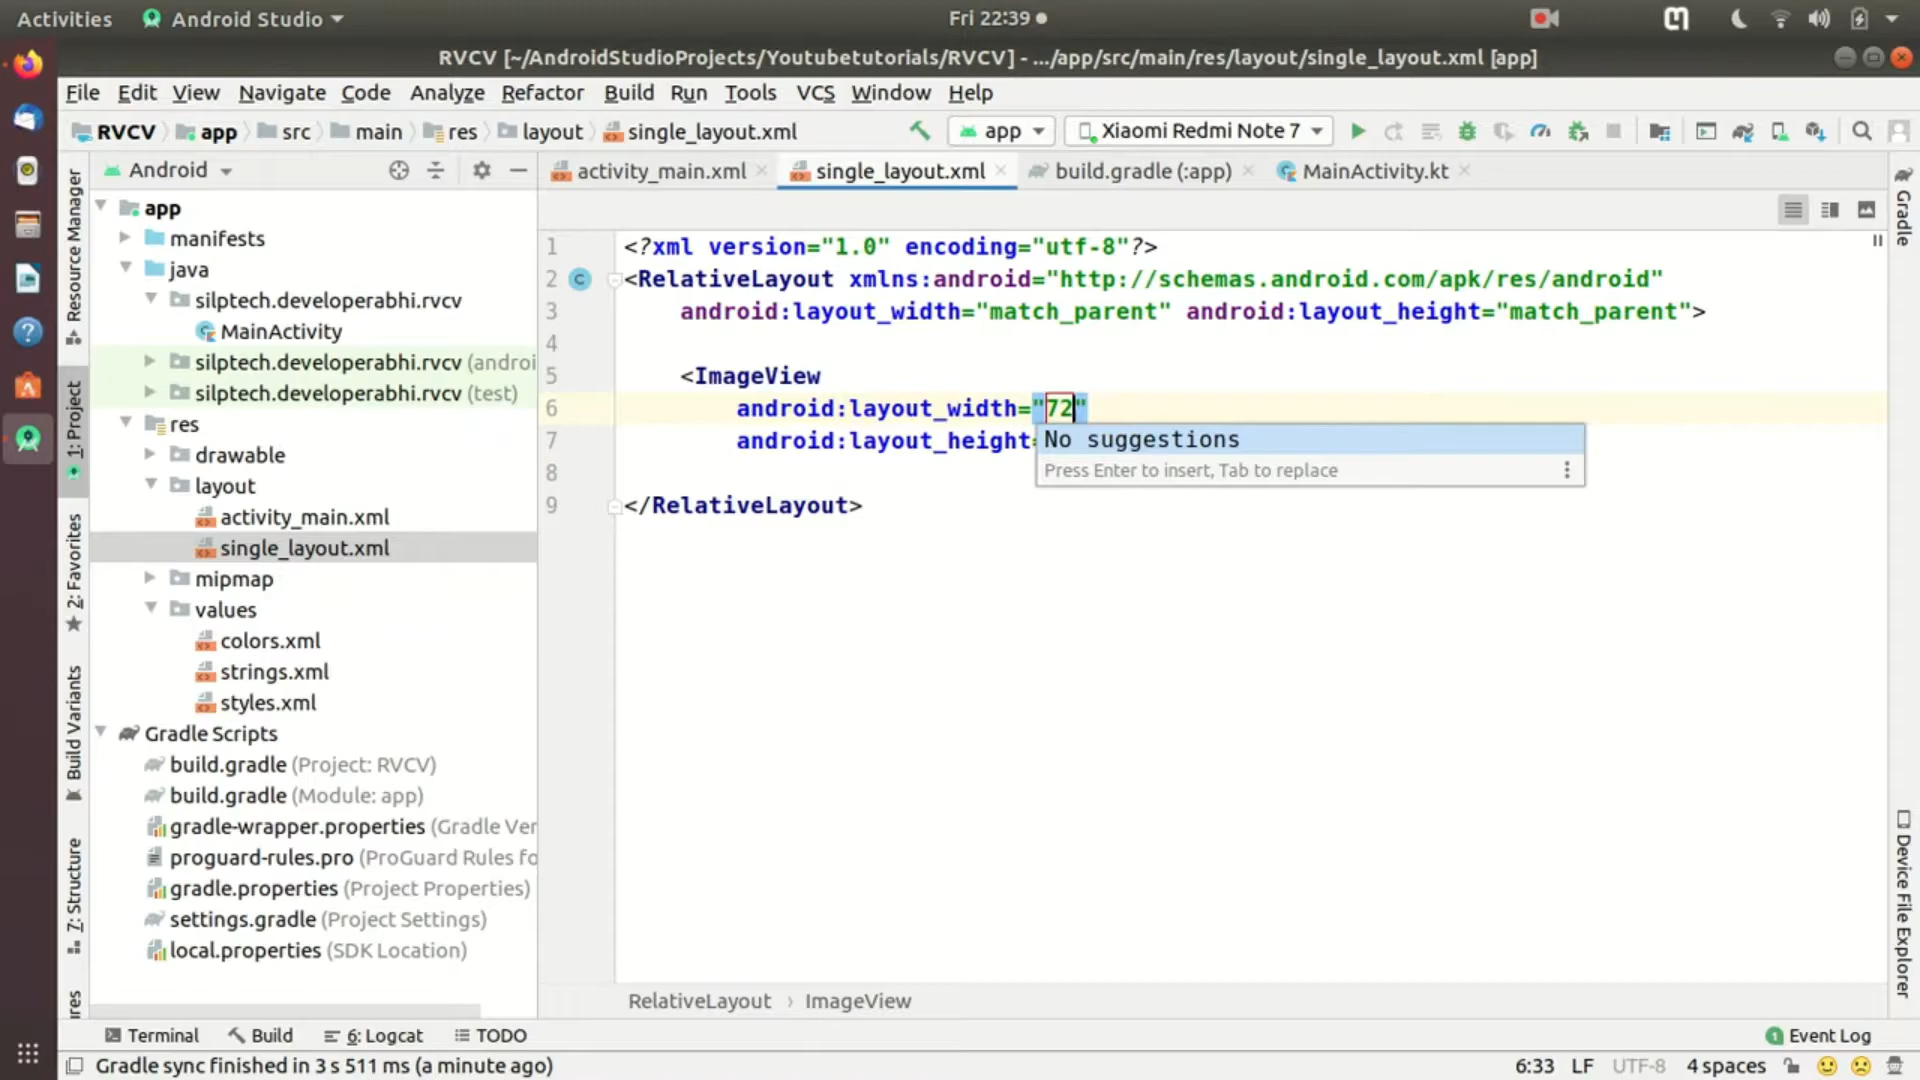 Activities
Android Studio
Fri 22:39
RVCV [~/AndroidStudioProjects/Youtubetutorials/RVCV] - .../app/src/main/res/layout/single_layout.xml [app]
File Edit View Navigate Code Analyze Refactor Build Run Tools VCS Window Help
RVCV app src main res layout single_layout.xml
app
Xiaomi Redmi Note 7
Android
activity_main.xml
single_layout.xml
build.gradle (:app)
MainActivity.kt
Resource Manager
1: Project
2: Favorites
Build Variants
7: Structure
app
manifests
java
silptech.developerabhi.rvcv
MainActivity
silptech.developerabhi.rvcv (androi
silptech.developerabhi.rvcv (test)
res
drawable
layout
activity_main.xml
single_layout.xml
mipmap
values
colors.xml
strings.xml
styles.xml
Gradle Scripts
build.gradle (Project: RVCV)
build.gradle (Module: app)
gradle-wrapper.properties (Gradle Ver
proguard-rules.pro (ProGuard Rules fo
gradle.properties (Project Properties)
settings.gradle (Project Settings)
local.properties (SDK Location)
1 <?xml version="1.0" encoding="utf-8"?>
2 C <RelativeLayout xmlns:android="http://schemas.android.com/apk/res/android"
3 android:layout_width="match_parent" android:layout_height="match_parent">
4
5 <ImageView
6 android:layout_width="72"
7 android:layout_height=
No suggestions
Press Enter to insert, Tab to replace
8
9 </RelativeLayout>
Gradle
Device File Explorer
RelativeLayout › ImageView
Terminal Build 6: Logcat TODO
1 Event Log
Gradle sync finished in 3 s 511 ms (a minute ago)
6:33 LF UTF-8 4 spaces